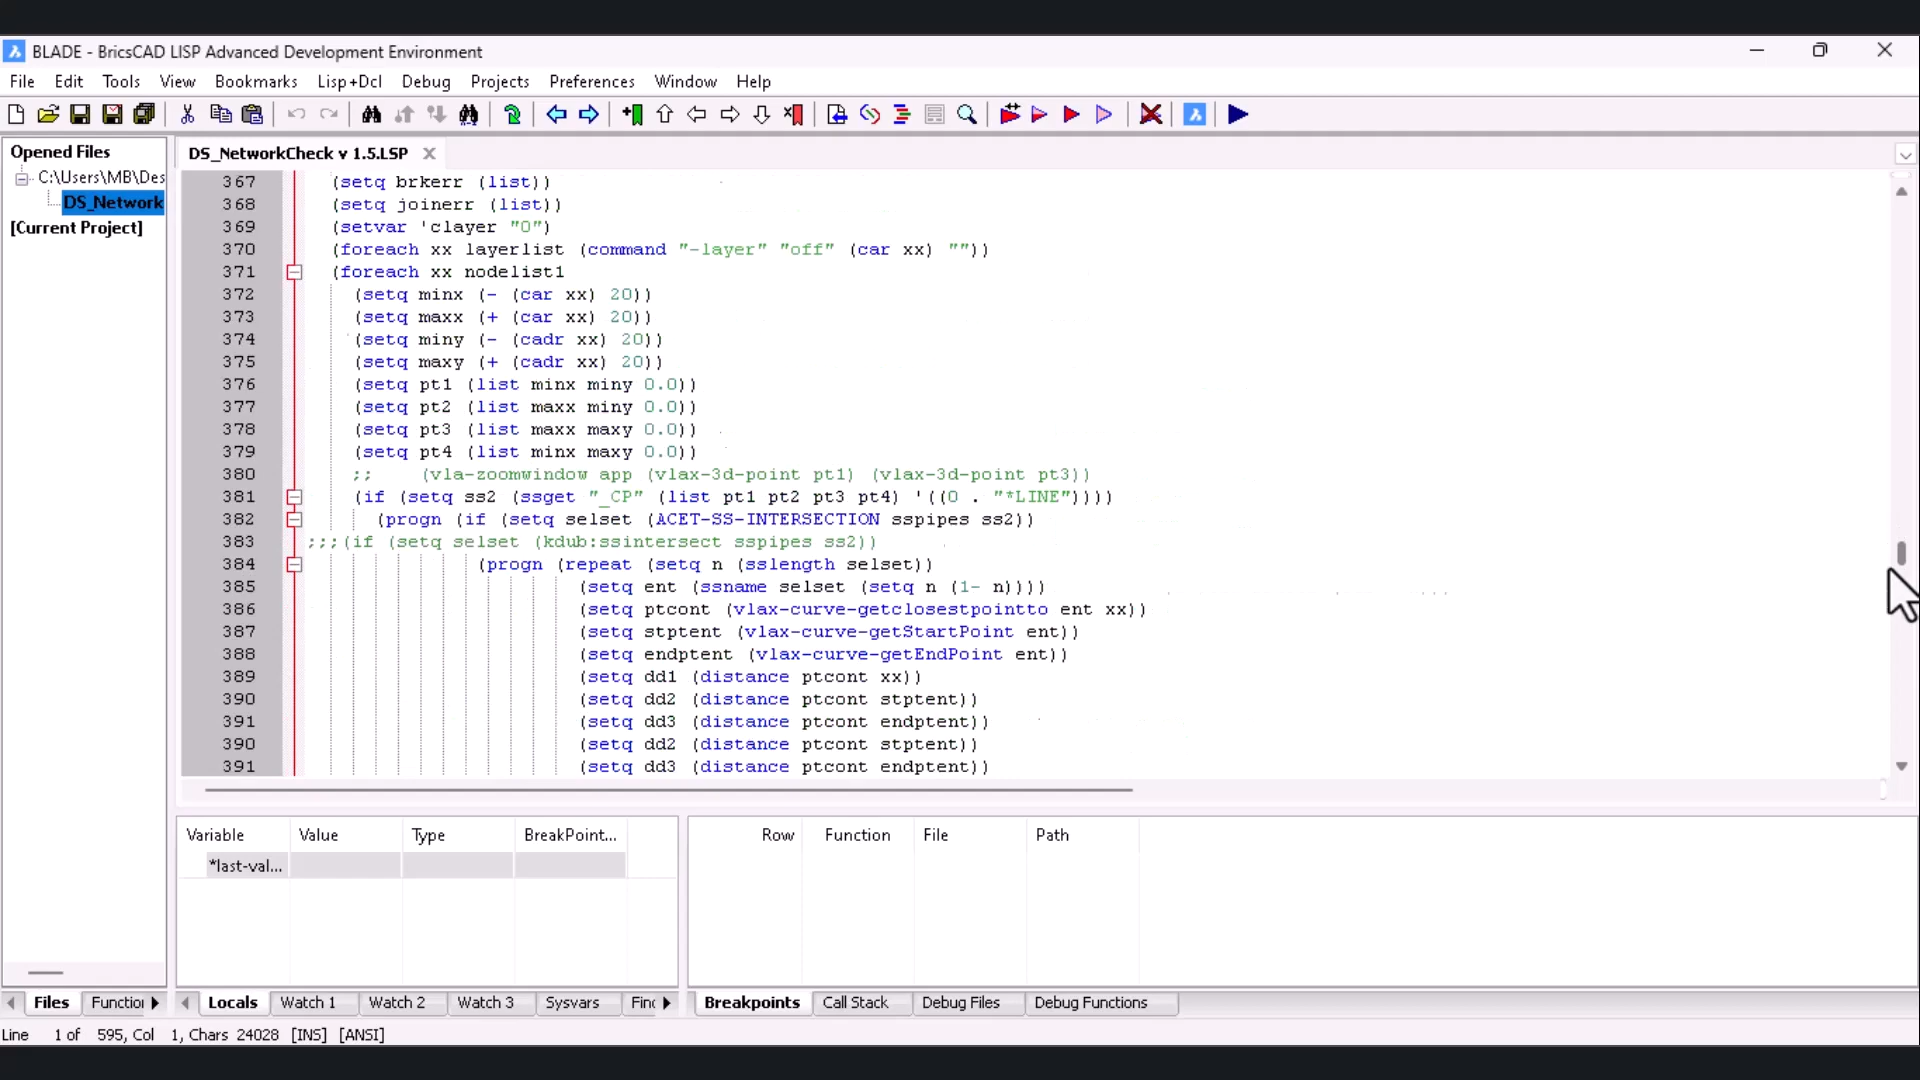 BLADE - BricsCAD LISP Advanced Development Environment
File Edit Tools View Bookmarks Lisp+Dcl Debug Projects Preferences Window Help
Opened Files
C:\Users\MB\Des
DS_Network
[Current Project]
DS_NetworkCheck v 1.5.LSP
367 (setq brkerr (list))
368 (setq joinerr (list))
369 (setvar 'clayer "0")
370 (foreach xx layerlist (command "-layer" "off" (car xx) ""))
371 (foreach xx nodelist1
372 (setq minx (- (car xx) 20))
373 (setq maxx (+ (car xx) 20))
374 (setq miny (- (cadr xx) 20))
375 (setq maxy (+ (cadr xx) 20))
376 (setq pt1 (list minx miny 0.0))
377 (setq pt2 (list maxx miny 0.0))
378 (setq pt3 (list maxx maxy 0.0))
379 (setq pt4 (list minx maxy 0.0))
380 ;; (vla-zoomwindow app (vlax-3d-point pt1) (vlax-3d-point pt3))
381 (if (setq ss2 (ssget "_CP" (list pt1 pt2 pt3 pt4) '((0 . "*LINE"))))
382 (progn (if (setq selset (ACET-SS-INTERSECTION sspipes ss2))
383 ;;;(if (setq selset (kdub:ssintersect sspipes ss2))
384 (progn (repeat (setq n (sslength selset))
385 (setq ent (ssname selset (setq n (1- n))))
386 (setq ptcont (vlax-curve-getclosestpointto ent xx))
387 (setq stptent (vlax-curve-getStartPoint ent))
388 (setq endptent (vlax-curve-getEndPoint ent))
389 (setq dd1 (distance ptcont xx))
390 (setq dd2 (distance ptcont stptent))
391 (setq dd3 (distance ptcont endptent))
390 (setq dd2 (distance ptcont stptent))
391 (setq dd3 (distance ptcont endptent))
Variable Value Type BreakPoint...
*last-val...
Row Function File Path
Files Function
Locals Watch 1 Watch 2 Watch 3 Sysvars Find
Breakpoints Call Stack Debug Files Debug Functions
Line 1 of 595, Col 1, Chars 24028 [INS] [ANSI]